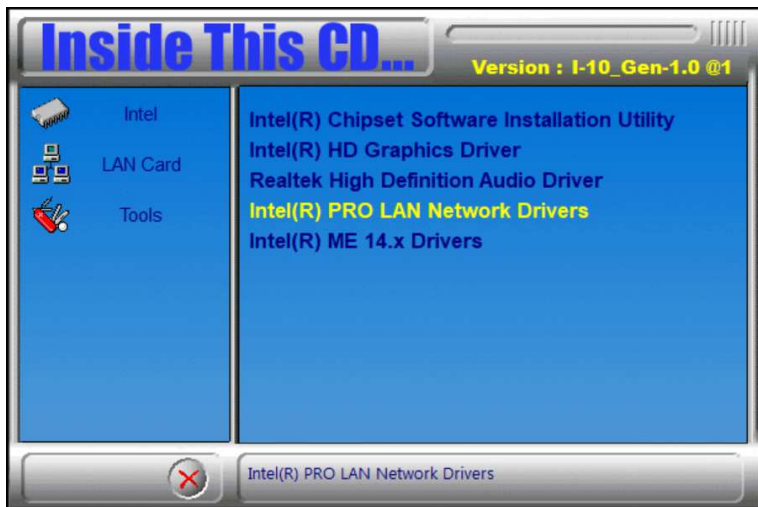 Inside This CD...
Version : I-10_Gen-1.0 @1
Intel
LAN Card
Tools
Intel(R) Chipset Software Installation Utility
Intel(R) HD Graphics Driver
Realtek High Definition Audio Driver
Intel(R) PRO LAN Network Drivers
Intel(R) ME 14.x Drivers
Intel(R) PRO LAN Network Drivers